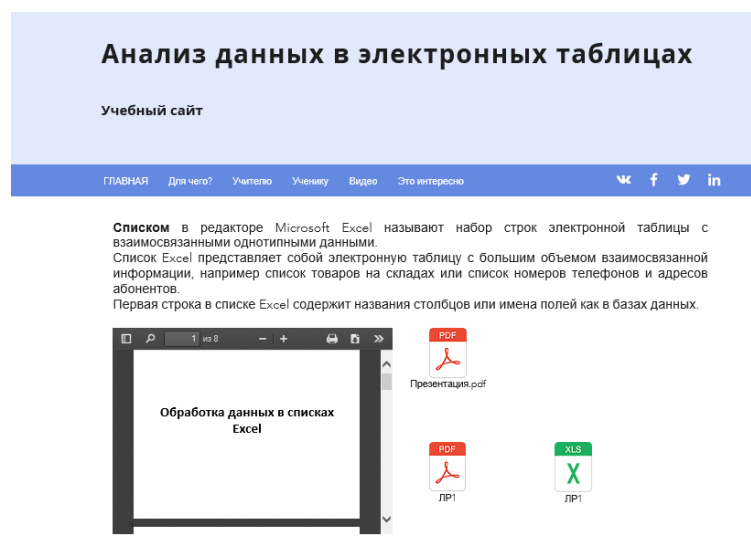 Анализ данных в электронных таблицах
Учебный сайт
ГЛАВНАЯ Для чего? Учителю Ученику Видео Это интересно
Списком в редакторе Microsoft Excel называют набор строк электронной таблицы с
взаимосвязанными однотипными данными.
Список Excel представляет собой электронную таблицу с большим объемом взаимосвязанной
информации, например список товаров на складах или список номеров телефонов и адресов
абонентов.
Первая строка в списке Excel содержит названия столбцов или имена полей как в базах данных.
1 из 8
Обработка данных в списках
Excel
PDF
Презентация.pdf
PDF
ЛР1
XLS
ЛР1